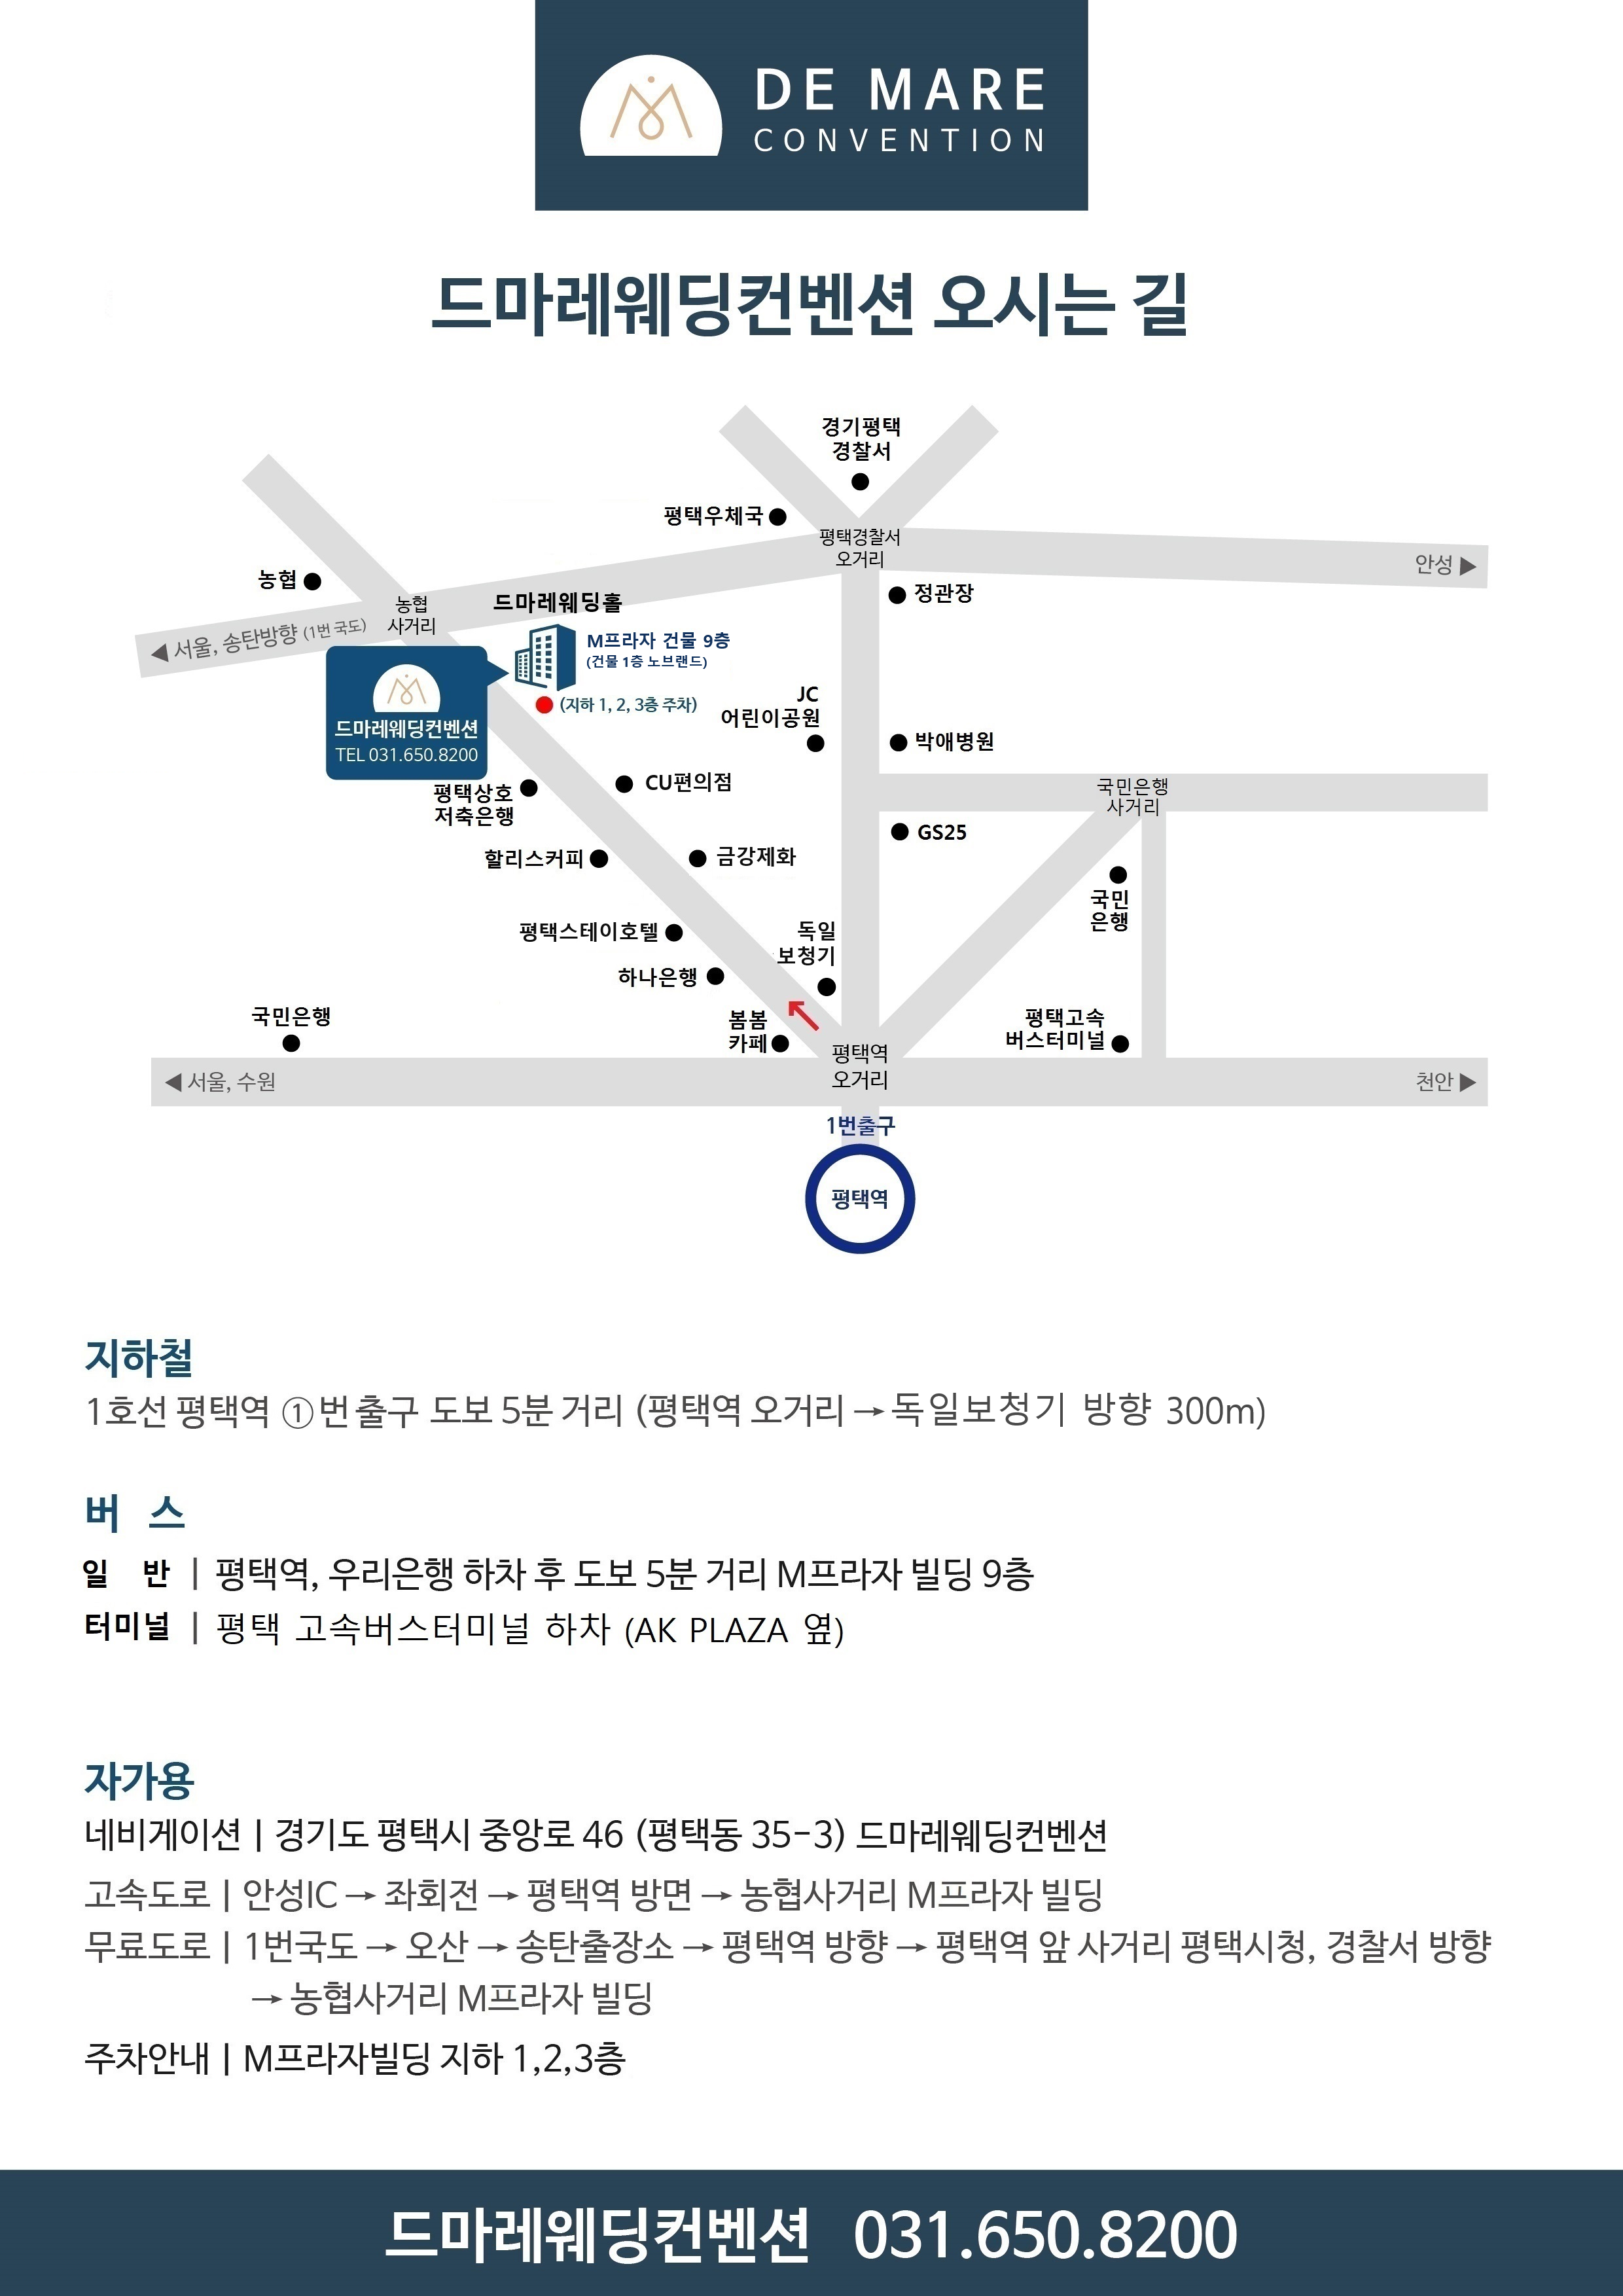 DE MARE
CONVENTION
드마레웨딩컨벤션 오시는 길
경기평택
경찰서
평택우체국
평택경찰서
오거리
안성 ▶
농협
농협
사거리
드마레웨딩홀
정관장
◀ 서울, 송탄방향 (1번 국도)
M프라자 건물 9층
(건물 1층 노브랜드)
(지하 1, 2, 3층 주차)
드마레웨딩컨벤션
TEL 031.650.8200
JC
어린이공원
박애병원
평택상호
저축은행
CU편의점
국민은행
사거리
GS25
할리스커피
금강제화
국민
은행
평택스테이호텔
독일
보청기
하나은행
국민은행
봄봄
카페
평택고속
버스터미널
평택역
오거리
◀ 서울, 수원
천안 ▶
1번출구
평택역
지하철
1호선 평택역 ①번출구 도보 5분 거리 (평택역 오거리 → 독일보청기 방향 300m)
버 스
일 반 | 평택역, 우리은행 하차 후 도보 5분 거리 M프라자 빌딩 9층
터미널 | 평택 고속버스터미널 하차 (AK PLAZA 옆)
자가용
네비게이션 | 경기도 평택시 중앙로 46 (평택동 35-3) 드마레웨딩컨벤션
고속도로 | 안성IC → 좌회전 → 평택역 방면 → 농협사거리 M프라자 빌딩
무료도로 | 1번국도 → 오산 → 송탄출장소 → 평택역 방향 → 평택역 앞 사거리 평택시청, 경찰서 방향
→ 농협사거리 M프라자 빌딩
주차안내 | M프라자빌딩 지하 1,2,3층
드마레웨딩컨벤션 031.650.8200